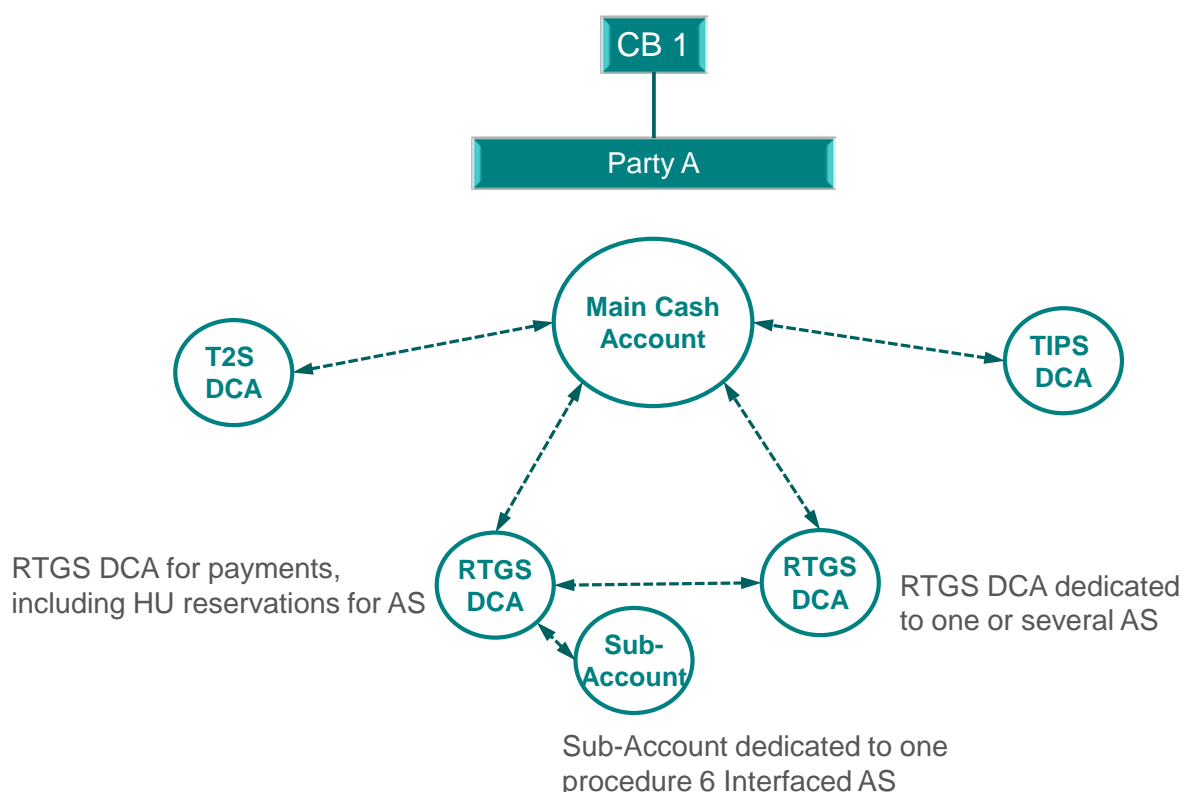 CB 1
Party A
Main Cash
Account
T2S
DCA
TIPS
DCA
RTGS DCA for payments,
including HU reservations for AS
RTGS
DCA
RTGS
DCA
RTGS DCA dedicated
to one or several AS
Sub-
Account
Sub-Account dedicated to one
procedure 6 Interfaced AS